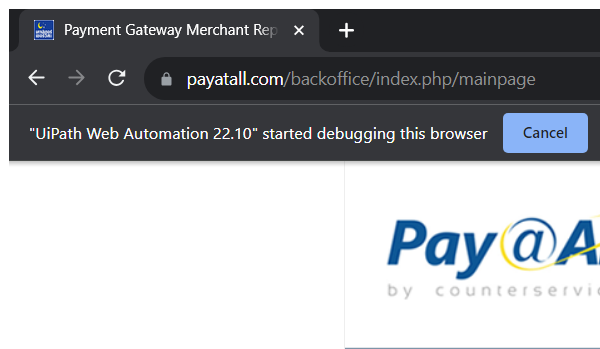 Payment Gateway Merchant Rep
payatall.com/backoffice/index.php/mainpage
"UiPath Web Automation 22.10" started debugging this browser
Cancel
Pay@A
by counterservic